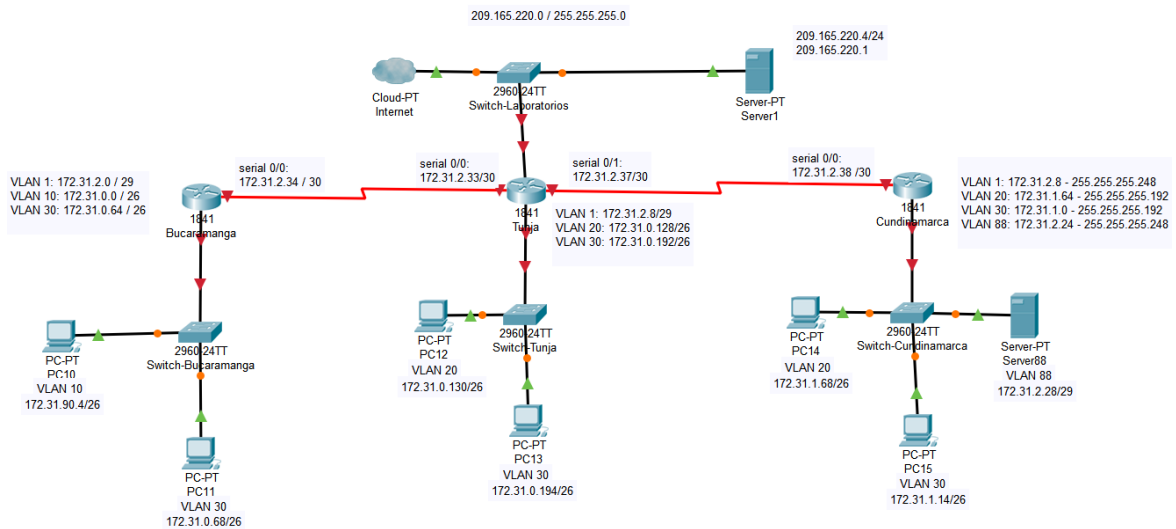 209.165.220.0 / 255.255.255.0
209.165.220.4/24
209.165.220.1
Cloud-PT
Internet
2960-24TT
Switch-Laboratorios
Server-PT
Server1
VLAN 1: 172.31.2.0 / 29
VLAN 10: 172.31.0.0 / 26
VLAN 30: 172.31.0.64 / 26
serial 0/0:
172.31.2.34 / 30
serial 0/0:
172.31.2.33/30
serial 0/1:
172.31.2.37/30
serial 0/0:
172.31.2.38 /30
1841
Bucaramanga
1841
Tunja
VLAN 1: 172.31.2.8/29
VLAN 20: 172.31.0.128/26
VLAN 30: 172.31.0.192/26
1841
Cundinamarca
VLAN 1: 172.31.2.8 - 255.255.255.248
VLAN 20: 172.31.1.64 - 255.255.255.192
VLAN 30: 172.31.1.0 - 255.255.255.192
VLAN 88: 172.31.2.24 - 255.255.255.248
PC-PT
PC10
VLAN 10
172.31.90.4/26
2960-24TT
Switch-Bucaramanga
PC-PT
PC11
VLAN 30
172.31.0.68/26
PC-PT
PC12
VLAN 20
172.31.0.130/26
2960-24TT
Switch-Tunja
PC-PT
PC13
VLAN 30
172.31.0.194/26
PC-PT
PC14
VLAN 20
172.31.1.68/26
2960-24TT
Switch-Cundinamarca
Server-PT
Server88
VLAN 88
172.31.2.28/29
PC-PT
PC15
VLAN 30
172.31.1.14/26